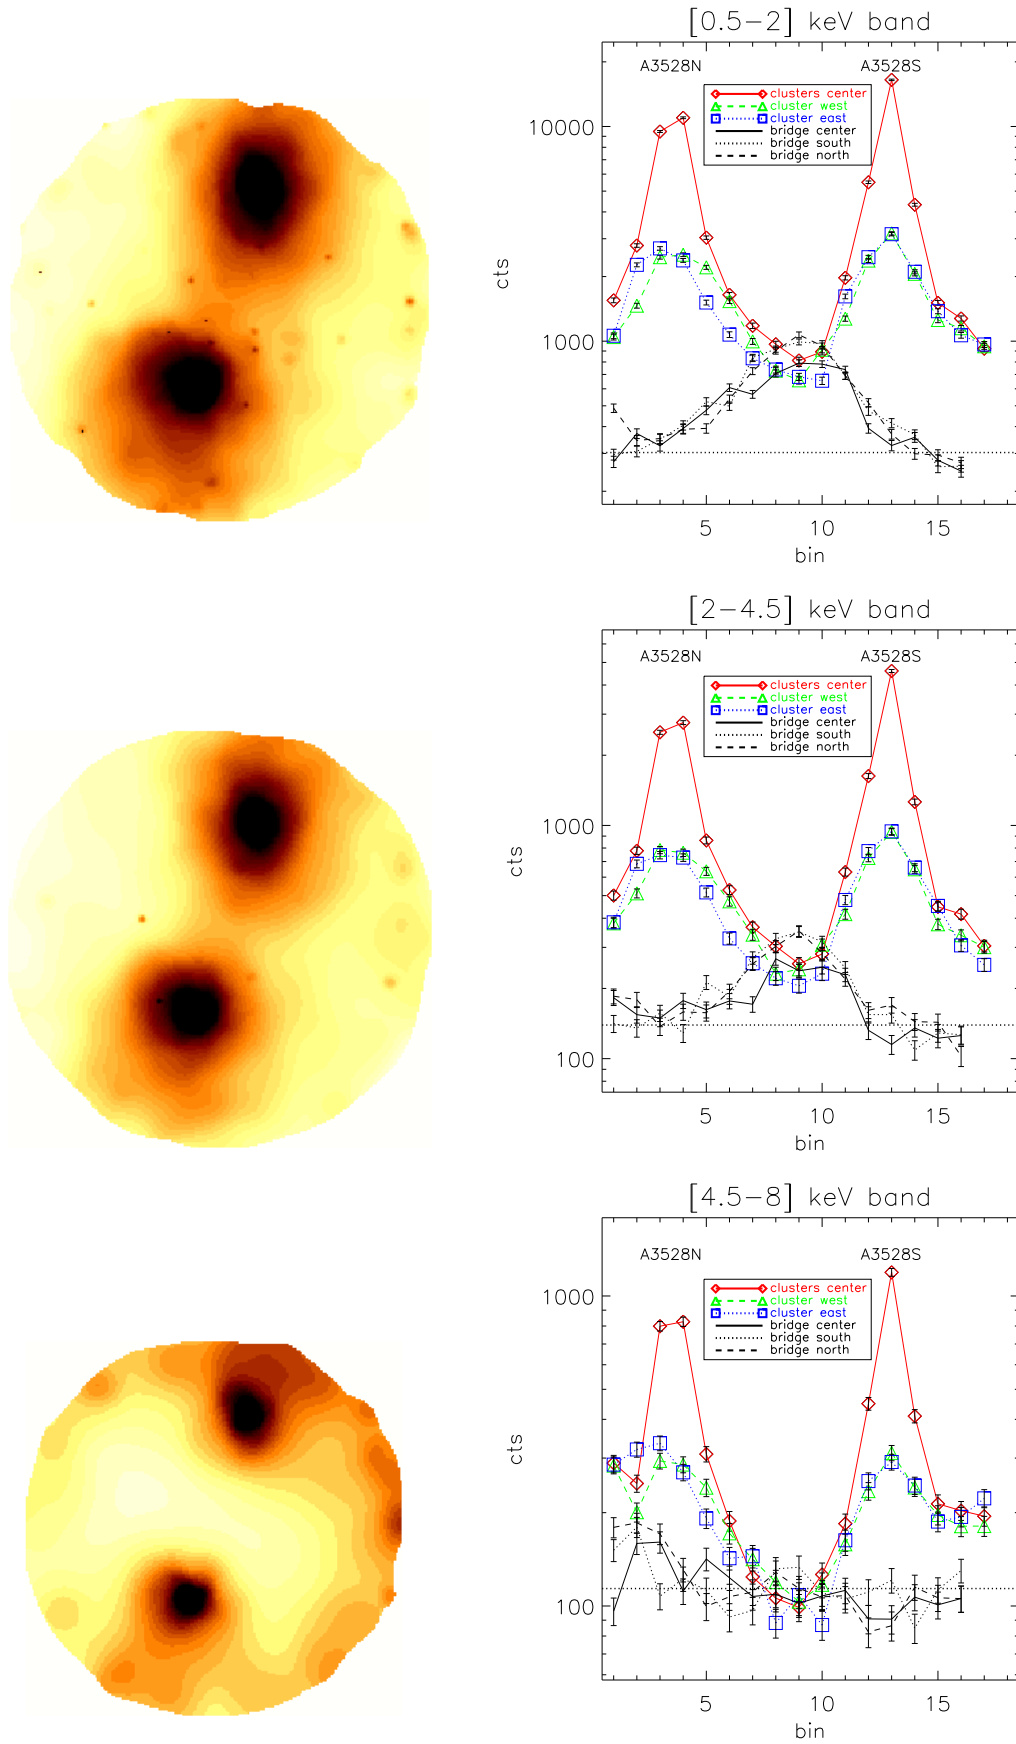 [0.5−2] keV band
A3528N A3528S
clusters center
cluster west
cluster east
bridge center
bridge south
bridge north
10000
1000
cts
5 10 15
bin
[2−4.5] keV band
A3528N A3528S
clusters center
cluster west
cluster east
bridge center
bridge south
bridge north
1000
100
cts
5 10 15
bin
[4.5−8] keV band
A3528N A3528S
clusters center
cluster west
cluster east
bridge center
bridge south
bridge north
1000
100
cts
5 10 15
bin